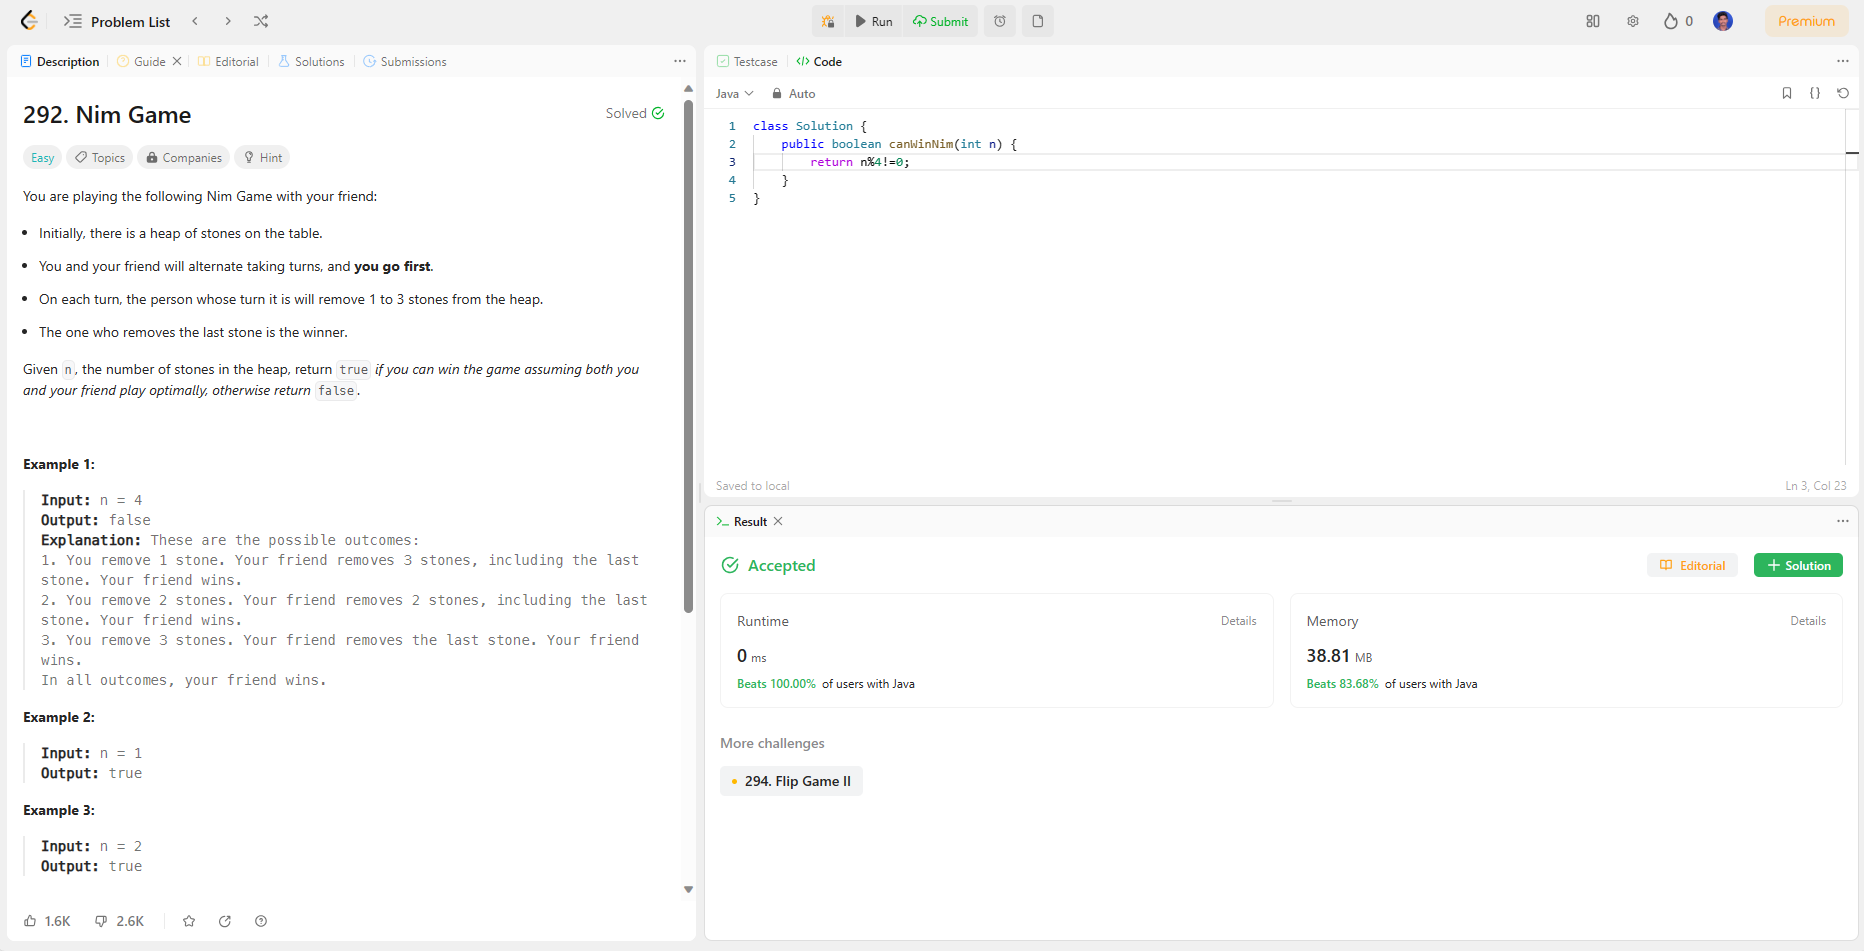 Problem List
Run
Submit
0
Premium
Description
Guide
Editorial
Solutions
Submissions
292. Nim Game
Solved
Easy
Topics
Companies
Hint
You are playing the following Nim Game with your friend:
• Initially, there is a heap of stones on the table.
• You and your friend will alternate taking turns, and you go first.
• On each turn, the person whose turn it is will remove 1 to 3 stones from the heap.
• The one who removes the last stone is the winner.
Given n, the number of stones in the heap, return true if you can win the game assuming both you
and your friend play optimally, otherwise return false.
Example 1:
Input: n = 4
Output: false
Explanation: These are the possible outcomes:
1. You remove 1 stone. Your friend removes 3 stones, including the last
stone. Your friend wins.
2. You remove 2 stones. Your friend removes 2 stones, including the last
stone. Your friend wins.
3. You remove 3 stones. Your friend removes the last stone. Your friend
wins.
In all outcomes, your friend wins.
Example 2:
Input: n = 1
Output: true
Example 3:
Input: n = 2
Output: true
1.6K
2.6K
Testcase
Code
Java
Auto
1 class Solution {
2 public boolean canWinNim(int n) {
3 return n%4!=0;
4 }
5 }
Saved to local
Ln 3, Col 23
Result
Accepted
Editorial
+ Solution
Runtime
Details
0 ms
Beats 100.00% of users with Java
Memory
Details
38.81 MB
Beats 83.68% of users with Java
More challenges
294. Flip Game II